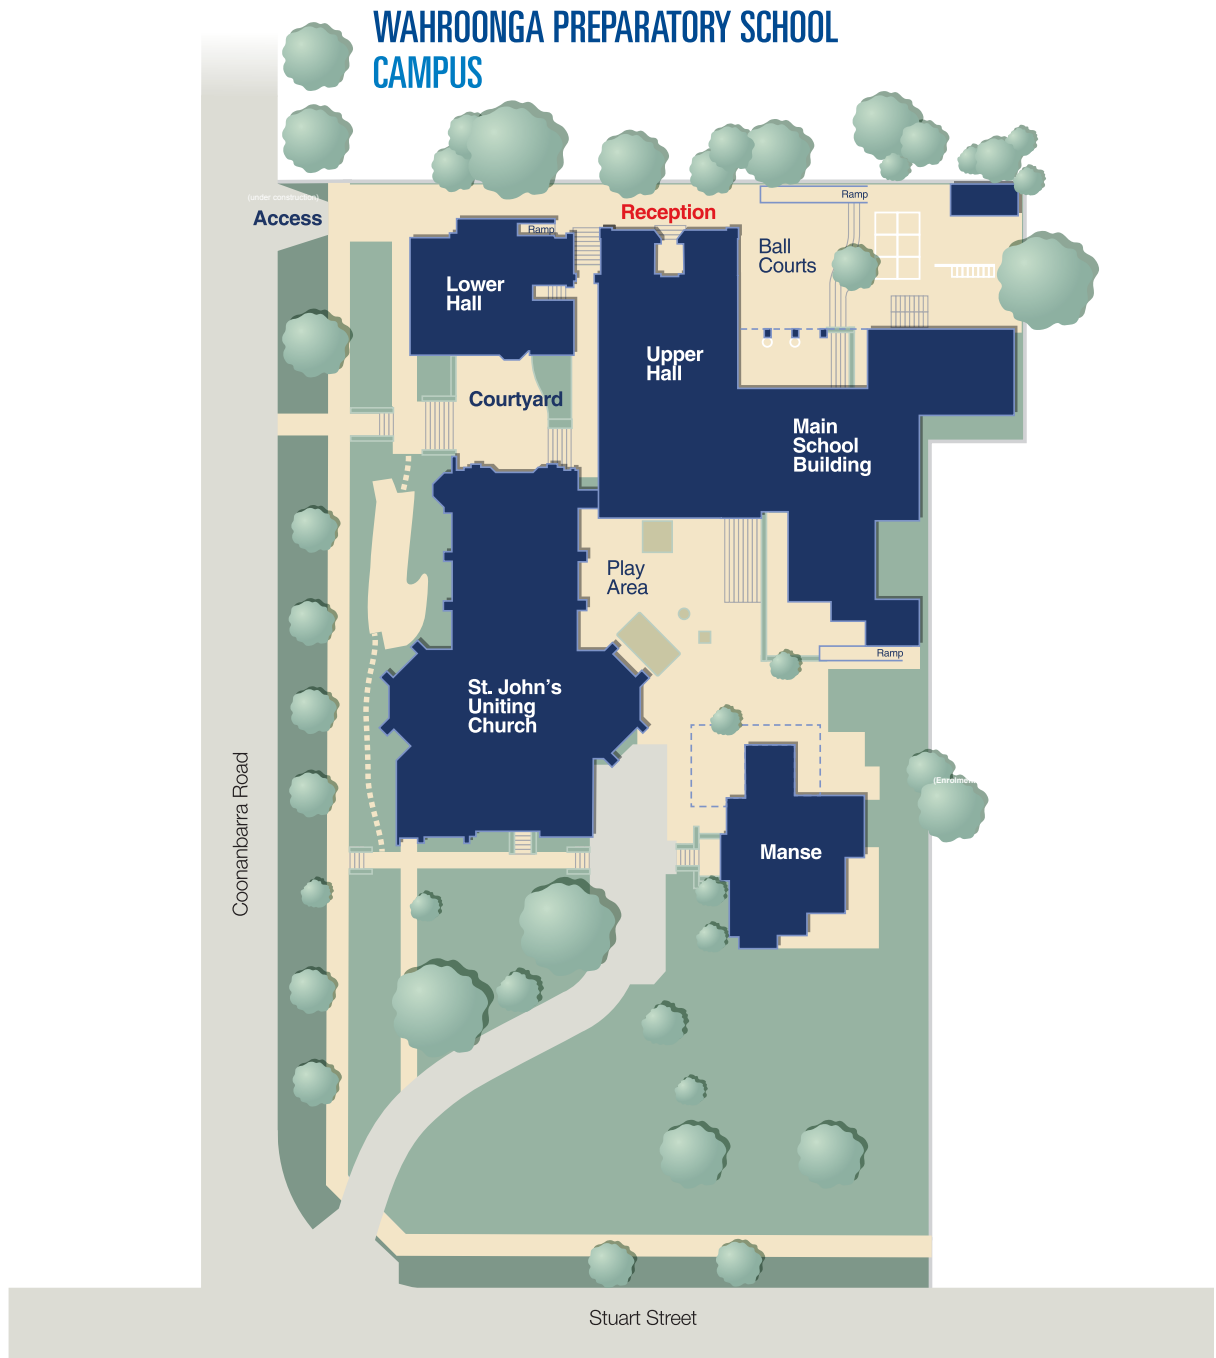 WAHROONGA PREPARATORY SCHOOL
CAMPUS
(under construction)
Access
Reception
Ramp
Ramp
Ball
Courts
Lower
Hall
Upper
Hall
Courtyard
Main
School
Building
Play
Area
Ramp
St. John's
Uniting
Church
Coonanbarra Road
Manse
Stuart Street